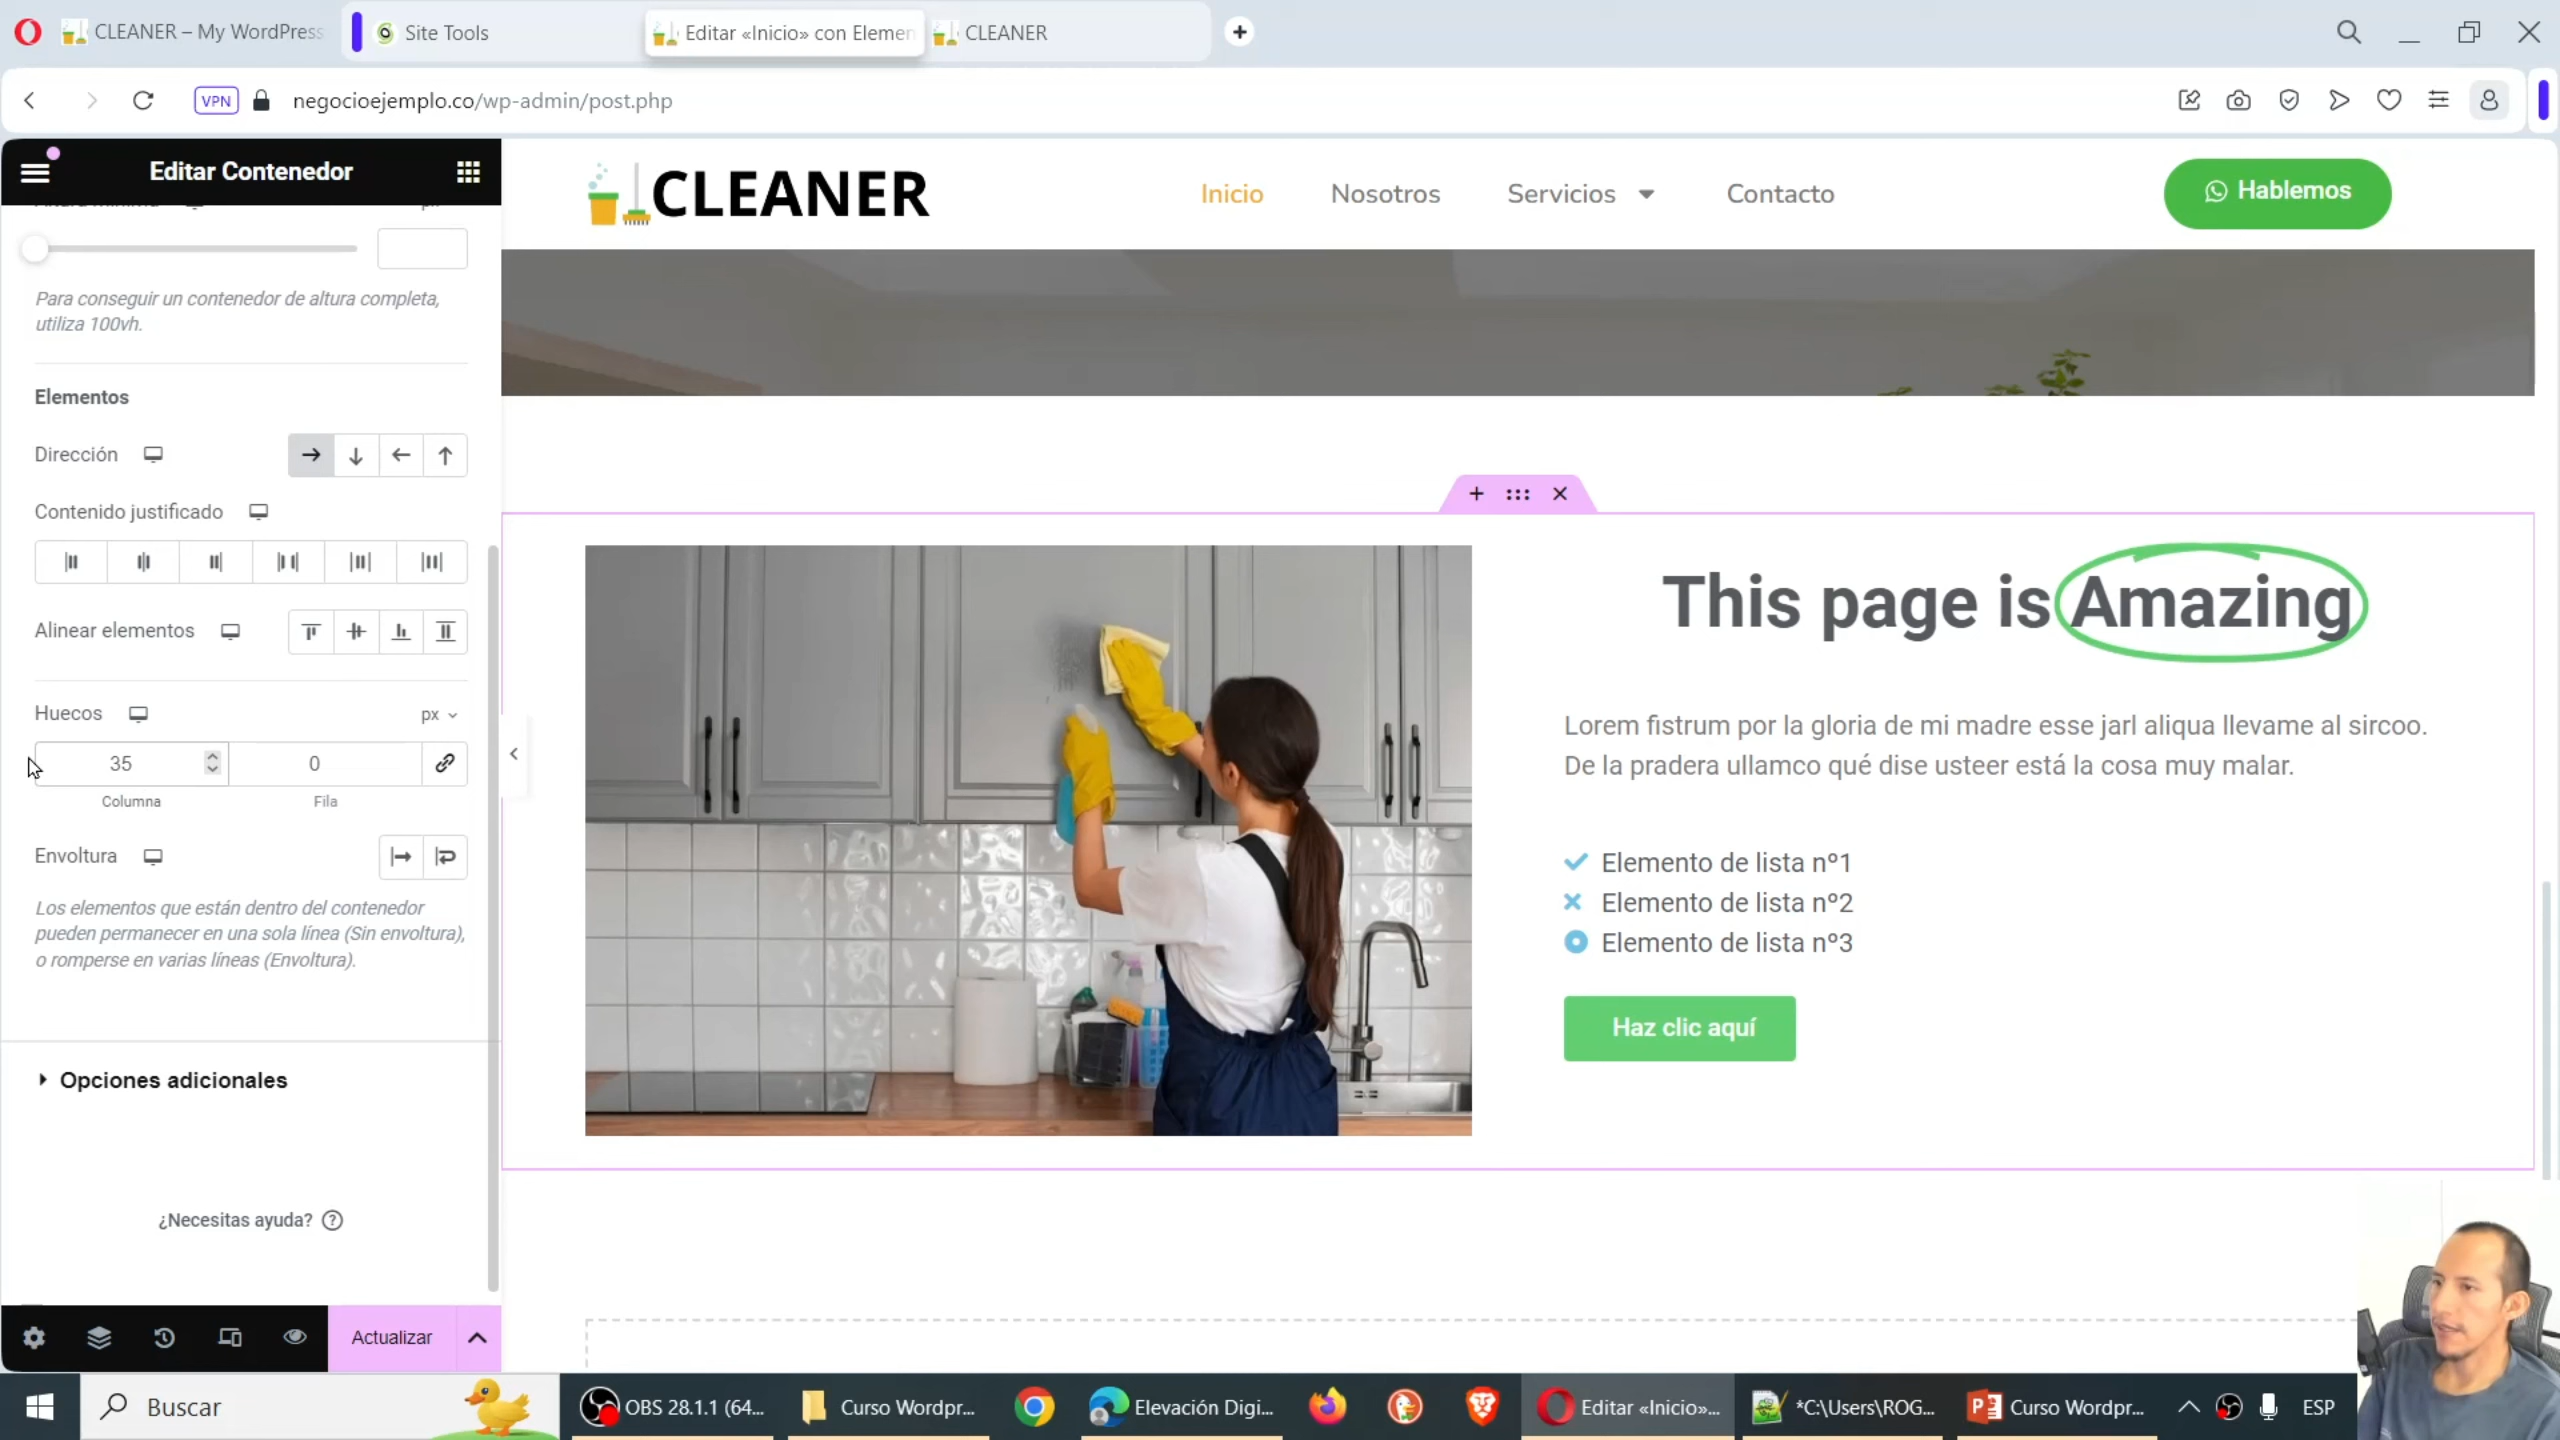 CLEANER – My WordPress
Site Tools
Editar «Inicio» con Elemen
CLEANER
VPN
negocioejemplo.co/wp-admin/post.php
Editar Contenedor
CLEANER
Inicio
Nosotros
Servicios
Contacto
Hablemos
Para conseguir un contenedor de altura completa,
utiliza 100vh.
Elementos
Dirección
Contenido justificado
Alinear elementos
Huecos
px
35
0
Columna
Fila
Envoltura
Los elementos que están dentro del contenedor
pueden permanecer en una sola línea (Sin envoltura),
o romperse en varias líneas (Envoltura).
Opciones adicionales
¿Necesitas ayuda?
Actualizar
This page is Amazing
Lorem fistrum por la gloria de mi madre esse jarl aliqua llevame al sircoo.
De la pradera ullamco qué dise usteer está la cosa muy malar.
Elemento de lista nº1
Elemento de lista nº2
Elemento de lista nº3
Haz clic aquí
Buscar
OBS 28.1.1 (64...
Curso Wordpr...
Elevación Digi...
Editar «Inicio»...
*C:\Users\ROG...
Curso Wordpr...
ESP